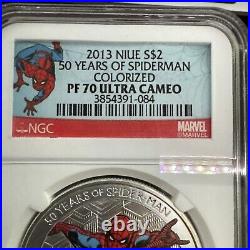 2013 NIUE S$2
50 YEARS OF SPIDERMAN
COLORIZED
PF 70 ULTRA CAMEO
3854391-084
NGC
MARVEL
©MARVEL
50 YEARS OF SPIDER-MAN